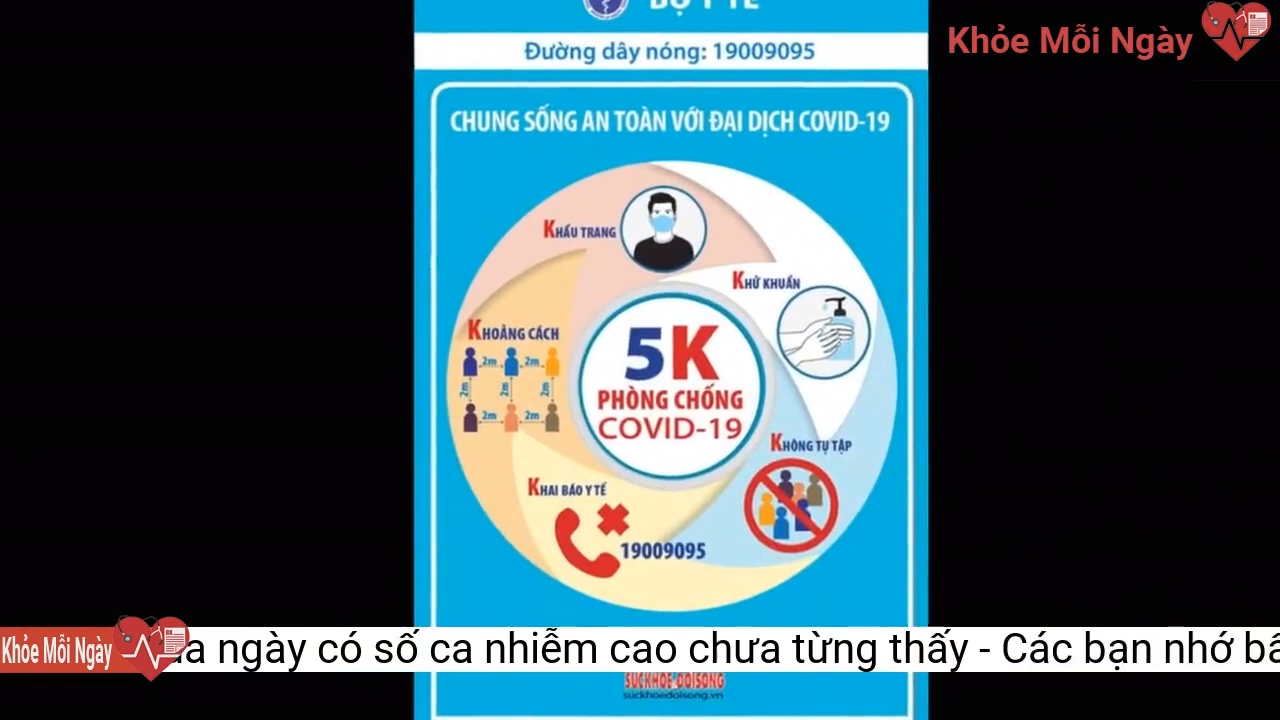 BỘ Y TẾ
Khỏe Mỗi Ngày
Đường dây nóng: 19009095
CHUNG SỐNG AN TOÀN VỚI ĐẠI DỊCH COVID-19
KHẨU TRANG
KHỬ KHUẨN
KHOẢNG CÁCH
2m 2m
2m 2m 2m
2m 2m
5K
PHÒNG CHỐNG
COVID-19
KHÔNG TỤ TẬP
KHAI BÁO Y TẾ
19009095
Khỏe Mỗi Ngày
ngày có số ca nhiễm cao chưa từng thấy - Các bạn nhớ
SUCKHOE ĐOISONG
suckhoedoisong.vn